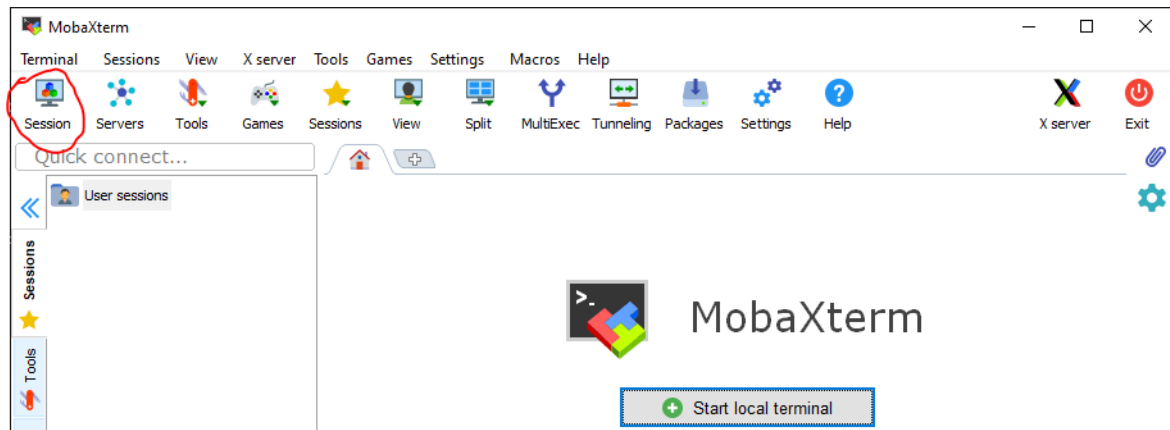 MobaXterm
Terminal Sessions View X server Tools Games Settings Macros Help
Session Servers Tools Games Sessions View Split MultiExec Tunneling Packages Settings Help X server Exit
Quick connect...
User sessions
Sessions
Tools
>_
MobaXterm
Start local terminal